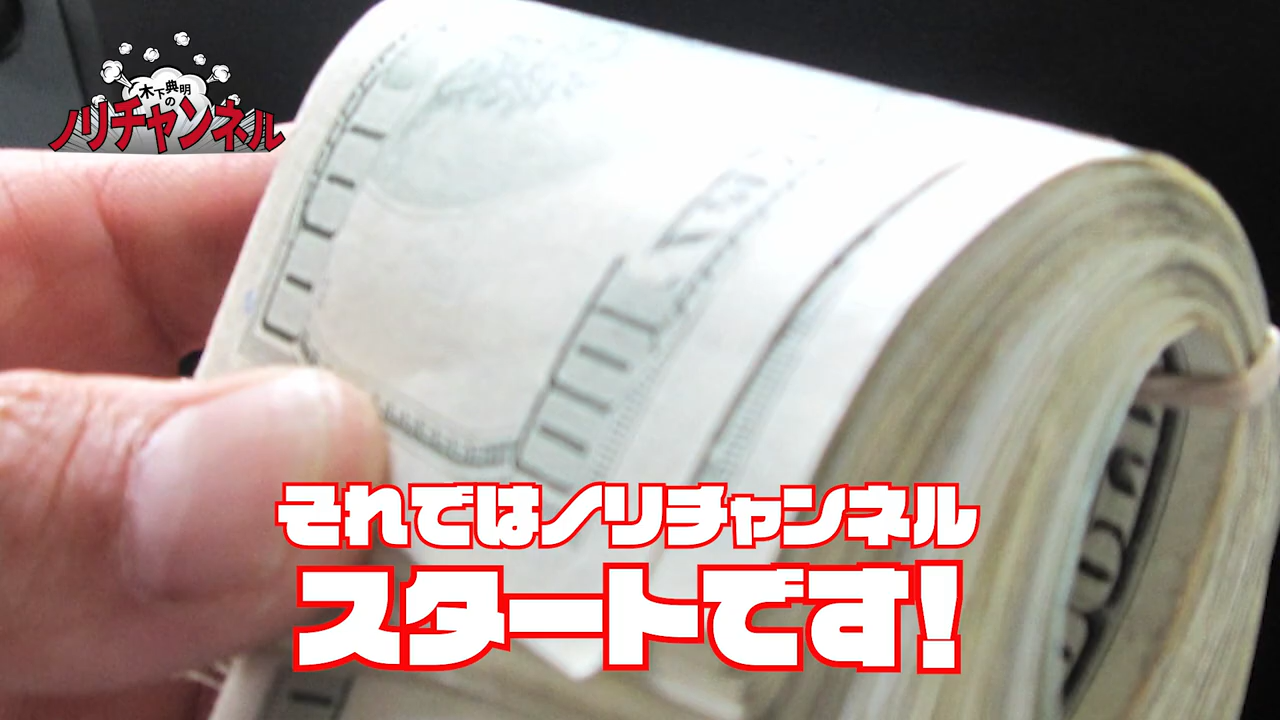 木下典明
の
ノリチャンネル
それではノリチャンネル
スタートです!